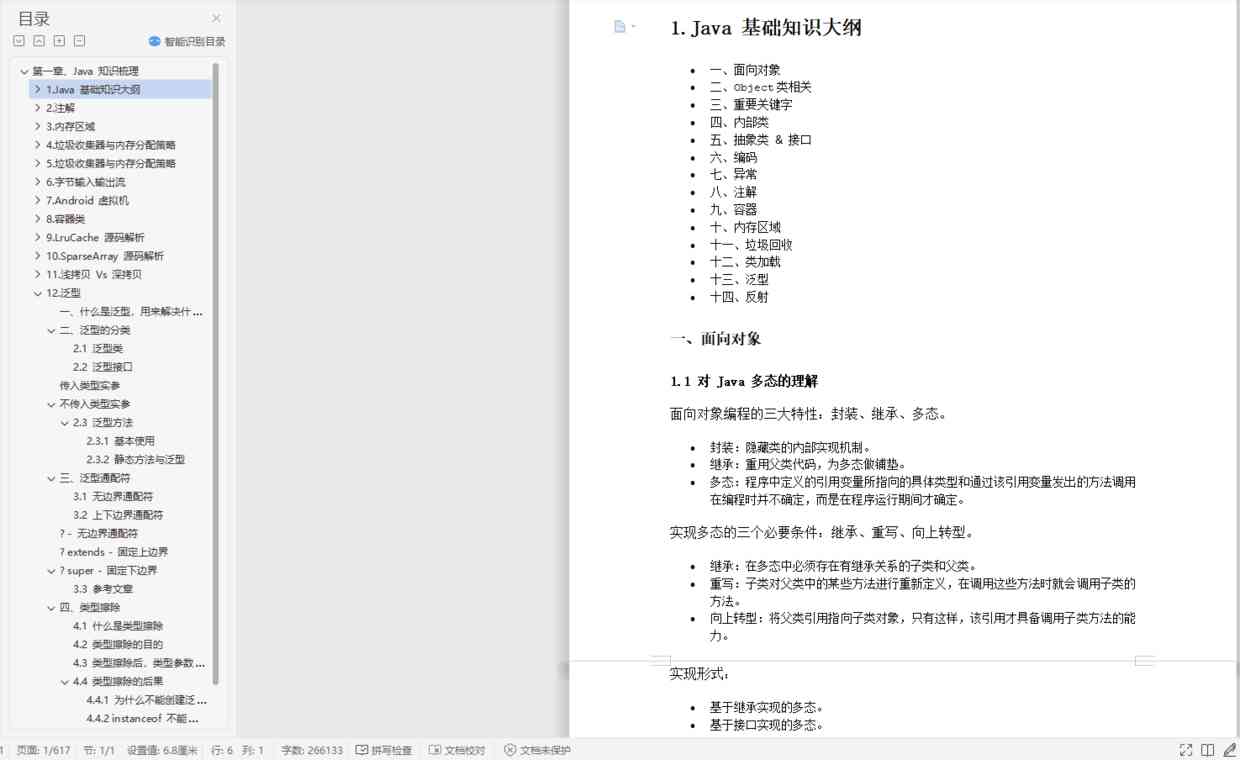 目录
智能识别目录
第一章、Java 知识梳理
1.Java 基础知识大纲
2.注解
3.内存区域
4.垃圾收集器与内存分配策略
5.垃圾收集器与内存分配策略
6.字节输入输出流
7.Android 虚拟机
8.容器类
9.LruCache 源码解析
10.SparseArray 源码解析
11.浅拷贝 Vs 深拷贝
12.泛型
一、什么是泛型，用来解决什...
二、泛型的分类
2.1 泛型类
2.2 泛型接口
传入类型实参
不传入类型实参
2.3 泛型方法
2.3.1 基本使用
2.3.2 静态方法与泛型
三、泛型通配符
3.1 无边界通配符
3.2 上下边界通配符
? - 无边界通配符
? extends - 固定上边界
? super - 固定下边界
3.3 参考文章
四、类型擦除
4.1 什么是类型擦除
4.2 类型擦除的目的
4.3 类型擦除后，类型参数...
4.4 类型擦除的后果
4.4.1 为什么不能创建泛...
4.4.2 instanceof 不能...
1.Java 基础知识大纲
• 一、面向对象
• 二、Object类相关
• 三、重要关键字
• 四、内部类
• 五、抽象类 & 接口
• 六、编码
• 七、异常
• 八、注解
• 九、容器
• 十、内存区域
• 十一、垃圾回收
• 十二、类加载
• 十三、泛型
• 十四、反射
一、面向对象
1.1 对 Java 多态的理解
面向对象编程的三大特性：封装、继承、多态。
• 封装：隐藏类的内部实现机制。
• 继承：重用父类代码，为多态做铺垫。
• 多态：程序中定义的引用变量所指向的具体类型和通过该引用变量发出的方法调用
在编程时并不确定，而是在程序运行期间才确定。
实现多态的三个必要条件：继承、重写、向上转型。
• 继承：在多态中必须存在有继承关系的子类和父类。
• 重写：子类对父类中的某些方法进行重新定义，在调用这些方法时就会调用子类的
方法。
• 向上转型：将父类引用指向子类对象，只有这样，该引用才具备调用子类方法的能
力。
实现形式：
• 基于继承实现的多态。
• 基于接口实现的多态。
1 页面: 1/617 节: 1/1 设置值: 6.8厘米 行: 6 列: 1 字数: 266133 拼写检查 文档校对 文档未保护